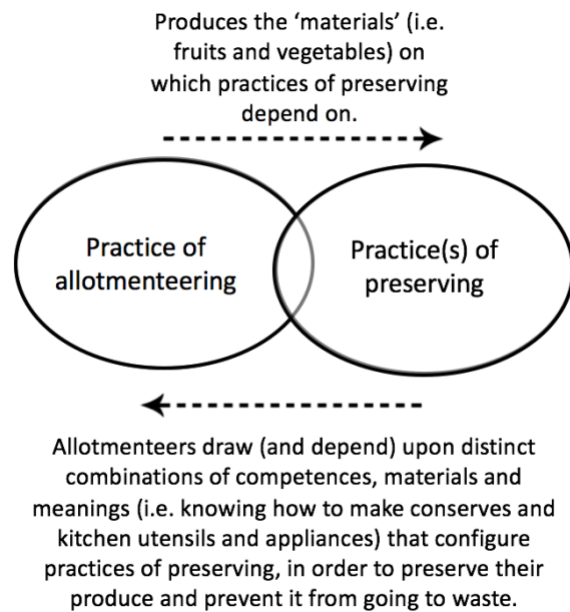 Produces the ‘materials’ (i.e.
fruits and vegetables) on
which practices of preserving
depend on.
Practice of
allotmenteering
Practice(s) of
preserving
Allotmenteers draw (and depend) upon distinct
combinations of competences, materials and
meanings (i.e. knowing how to make conserves and
kitchen utensils and appliances) that configure
practices of preserving, in order to preserve their
produce and prevent it from going to waste.